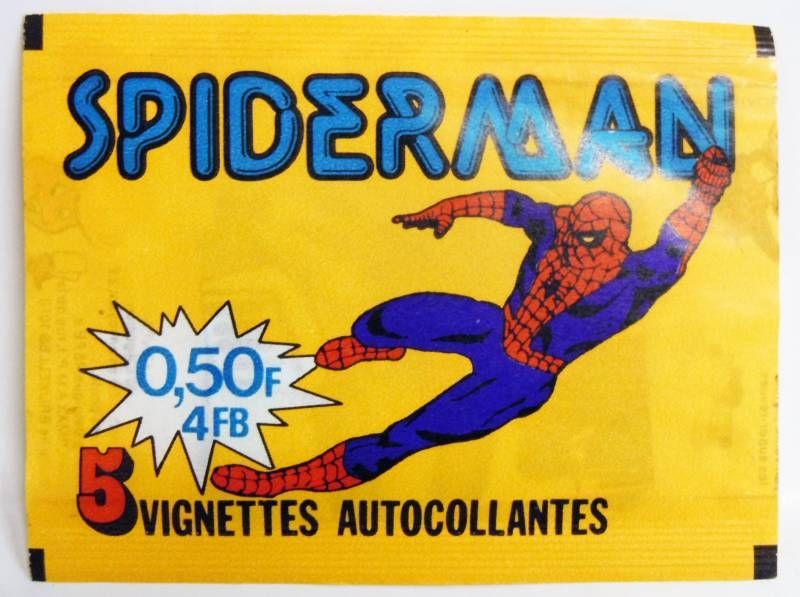 SPIDERMAN
0,50F
4FB
5 VIGNETTES AUTOCOLLANTES